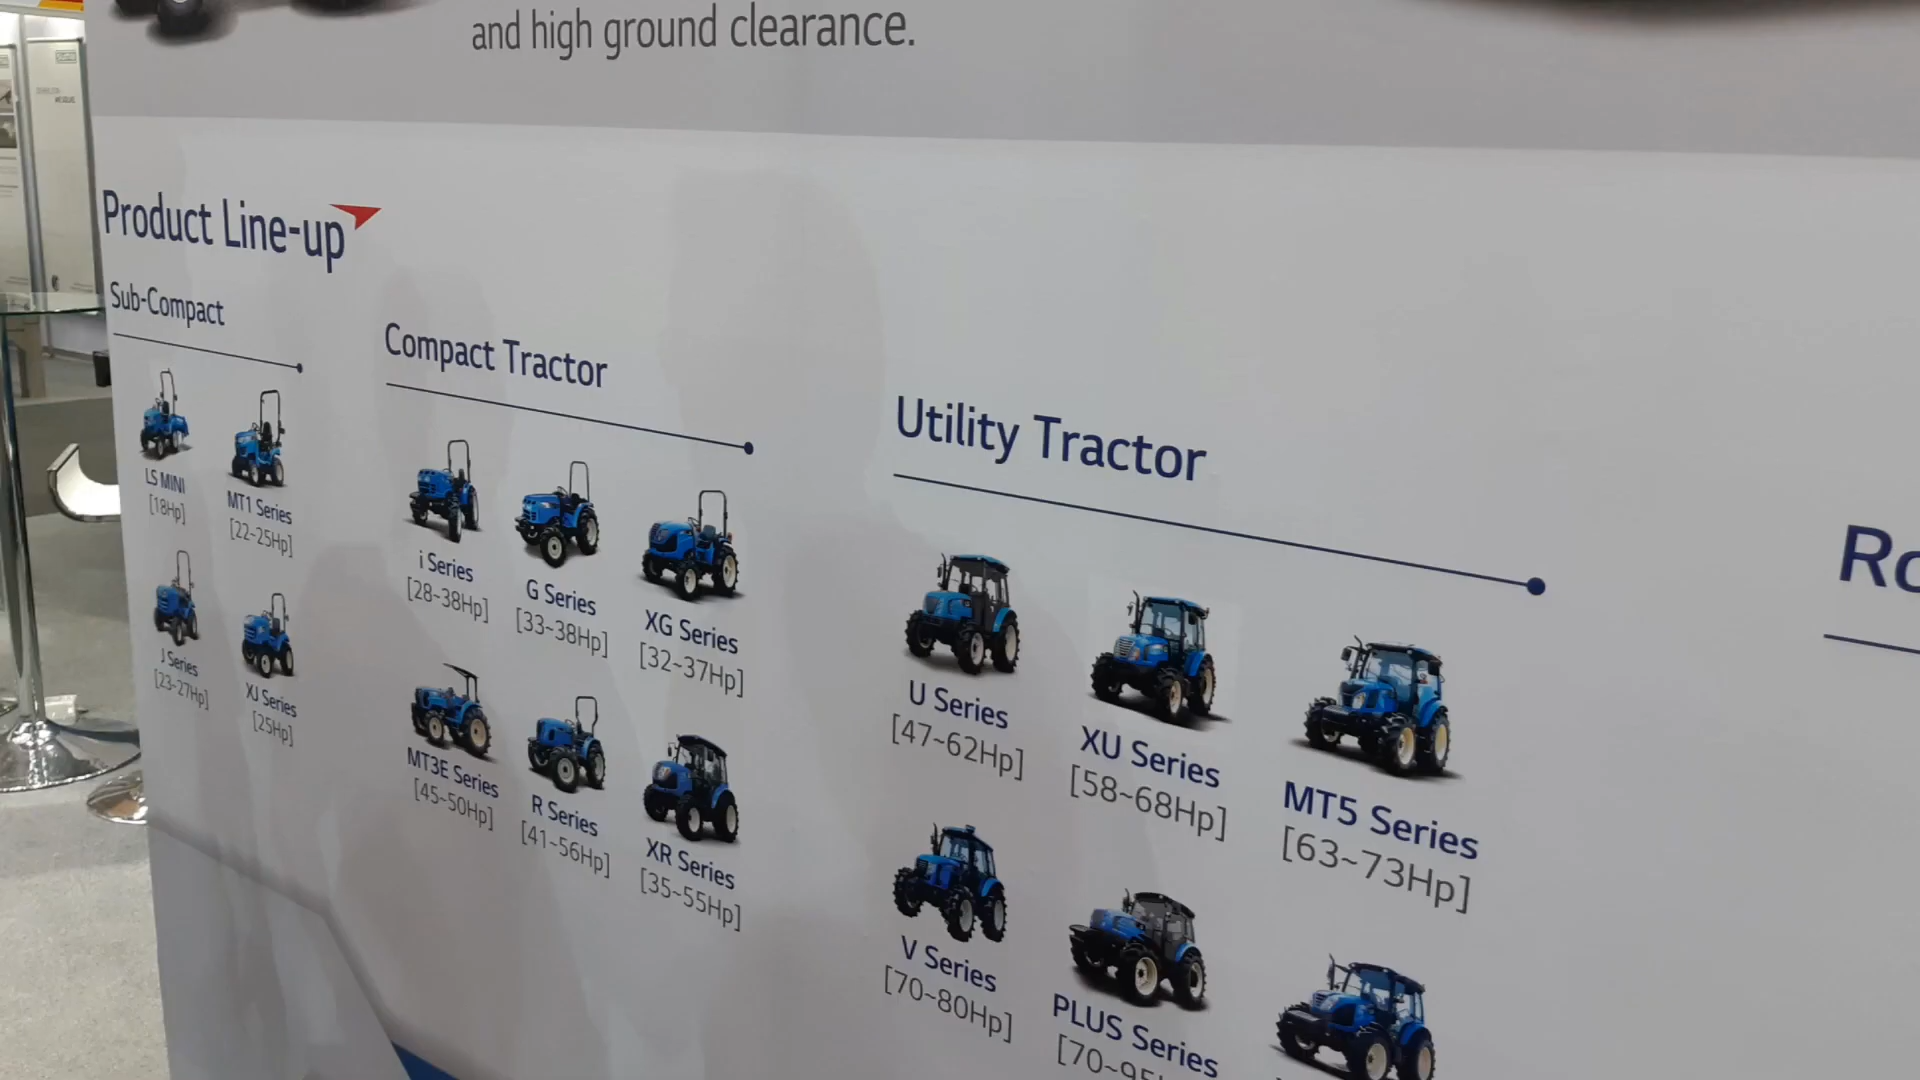 and high ground clearance.
Product Line-up
Sub-Compact
LS MINI
[18Hp]
MT1 Series
[22~25Hp]
J Series
[23~27Hp]
XJ Series
[25Hp]
Compact Tractor
i Series
[28~38Hp]
G Series
[33~38Hp]
XG Series
[32~37Hp]
MT3E Series
[45~50Hp]
R Series
[41~56Hp]
XR Series
[35~55Hp]
Utility Tractor
U Series
[47~62Hp]
XU Series
[58~68Hp]
MT5 Series
[63~73Hp]
V Series
[70~80Hp]
PLUS Series